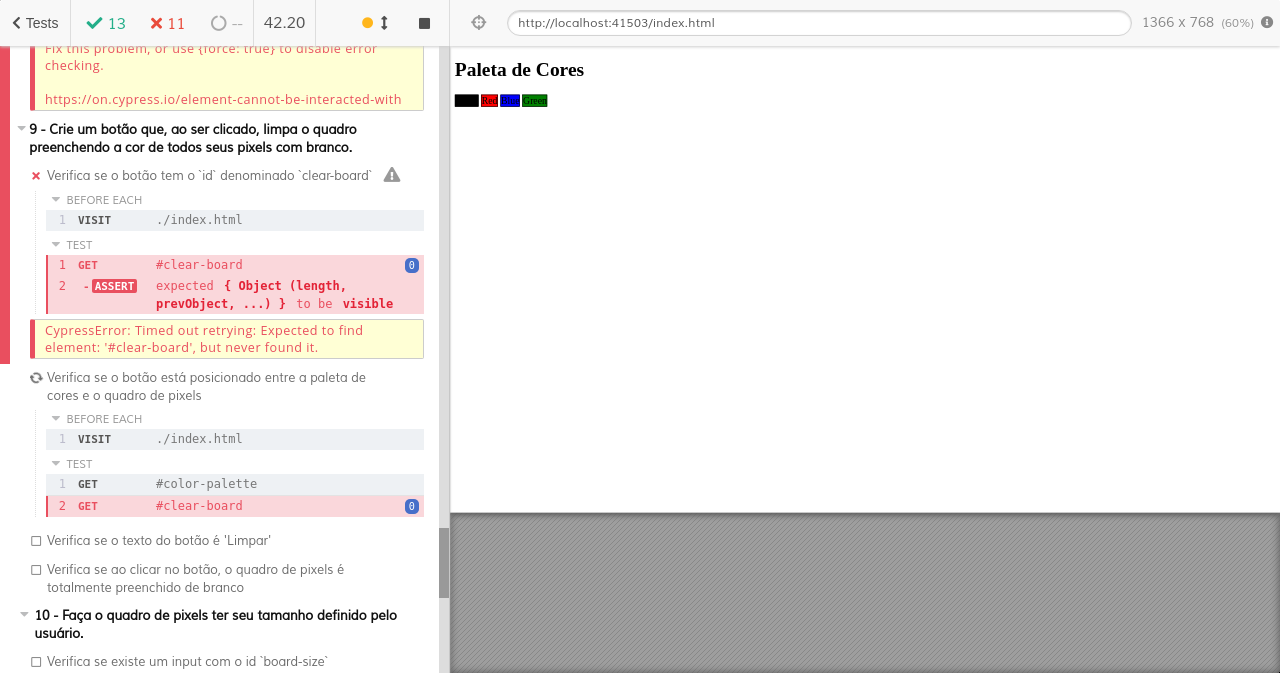 Tests
13
11
--
42.20
http://localhost:41503/index.html
1366 x 768 (60%)
Fix this problem, or use {force: true} to disable error
checking.
https://on.cypress.io/element-cannot-be-interacted-with
9 - Crie um botão que, ao ser clicado, limpa o quadro
preenchendo a cor de todos seus pixels com branco.
Verifica se o botão tem o `id` denominado `clear-board`
BEFORE EACH
1 VISIT ./index.html
TEST
1 GET #clear-board 0
2 -ASSERT expected { Object (length,
prevObject, ...) } to be visible
CypressError: Timed out retrying: Expected to find
element: '#clear-board', but never found it.
Verifica se o botão está posicionado entre a paleta de
cores e o quadro de pixels
BEFORE EACH
1 VISIT ./index.html
TEST
1 GET #color-palette
2 GET #clear-board 0
Verifica se o texto do botão é 'Limpar'
Verifica se ao clicar no botão, o quadro de pixels é
totalmente preenchido de branco
10 - Faça o quadro de pixels ter seu tamanho definido pelo
usuário.
Verifica se existe um input com o id `board-size`
Paleta de Cores
Red Blue Green